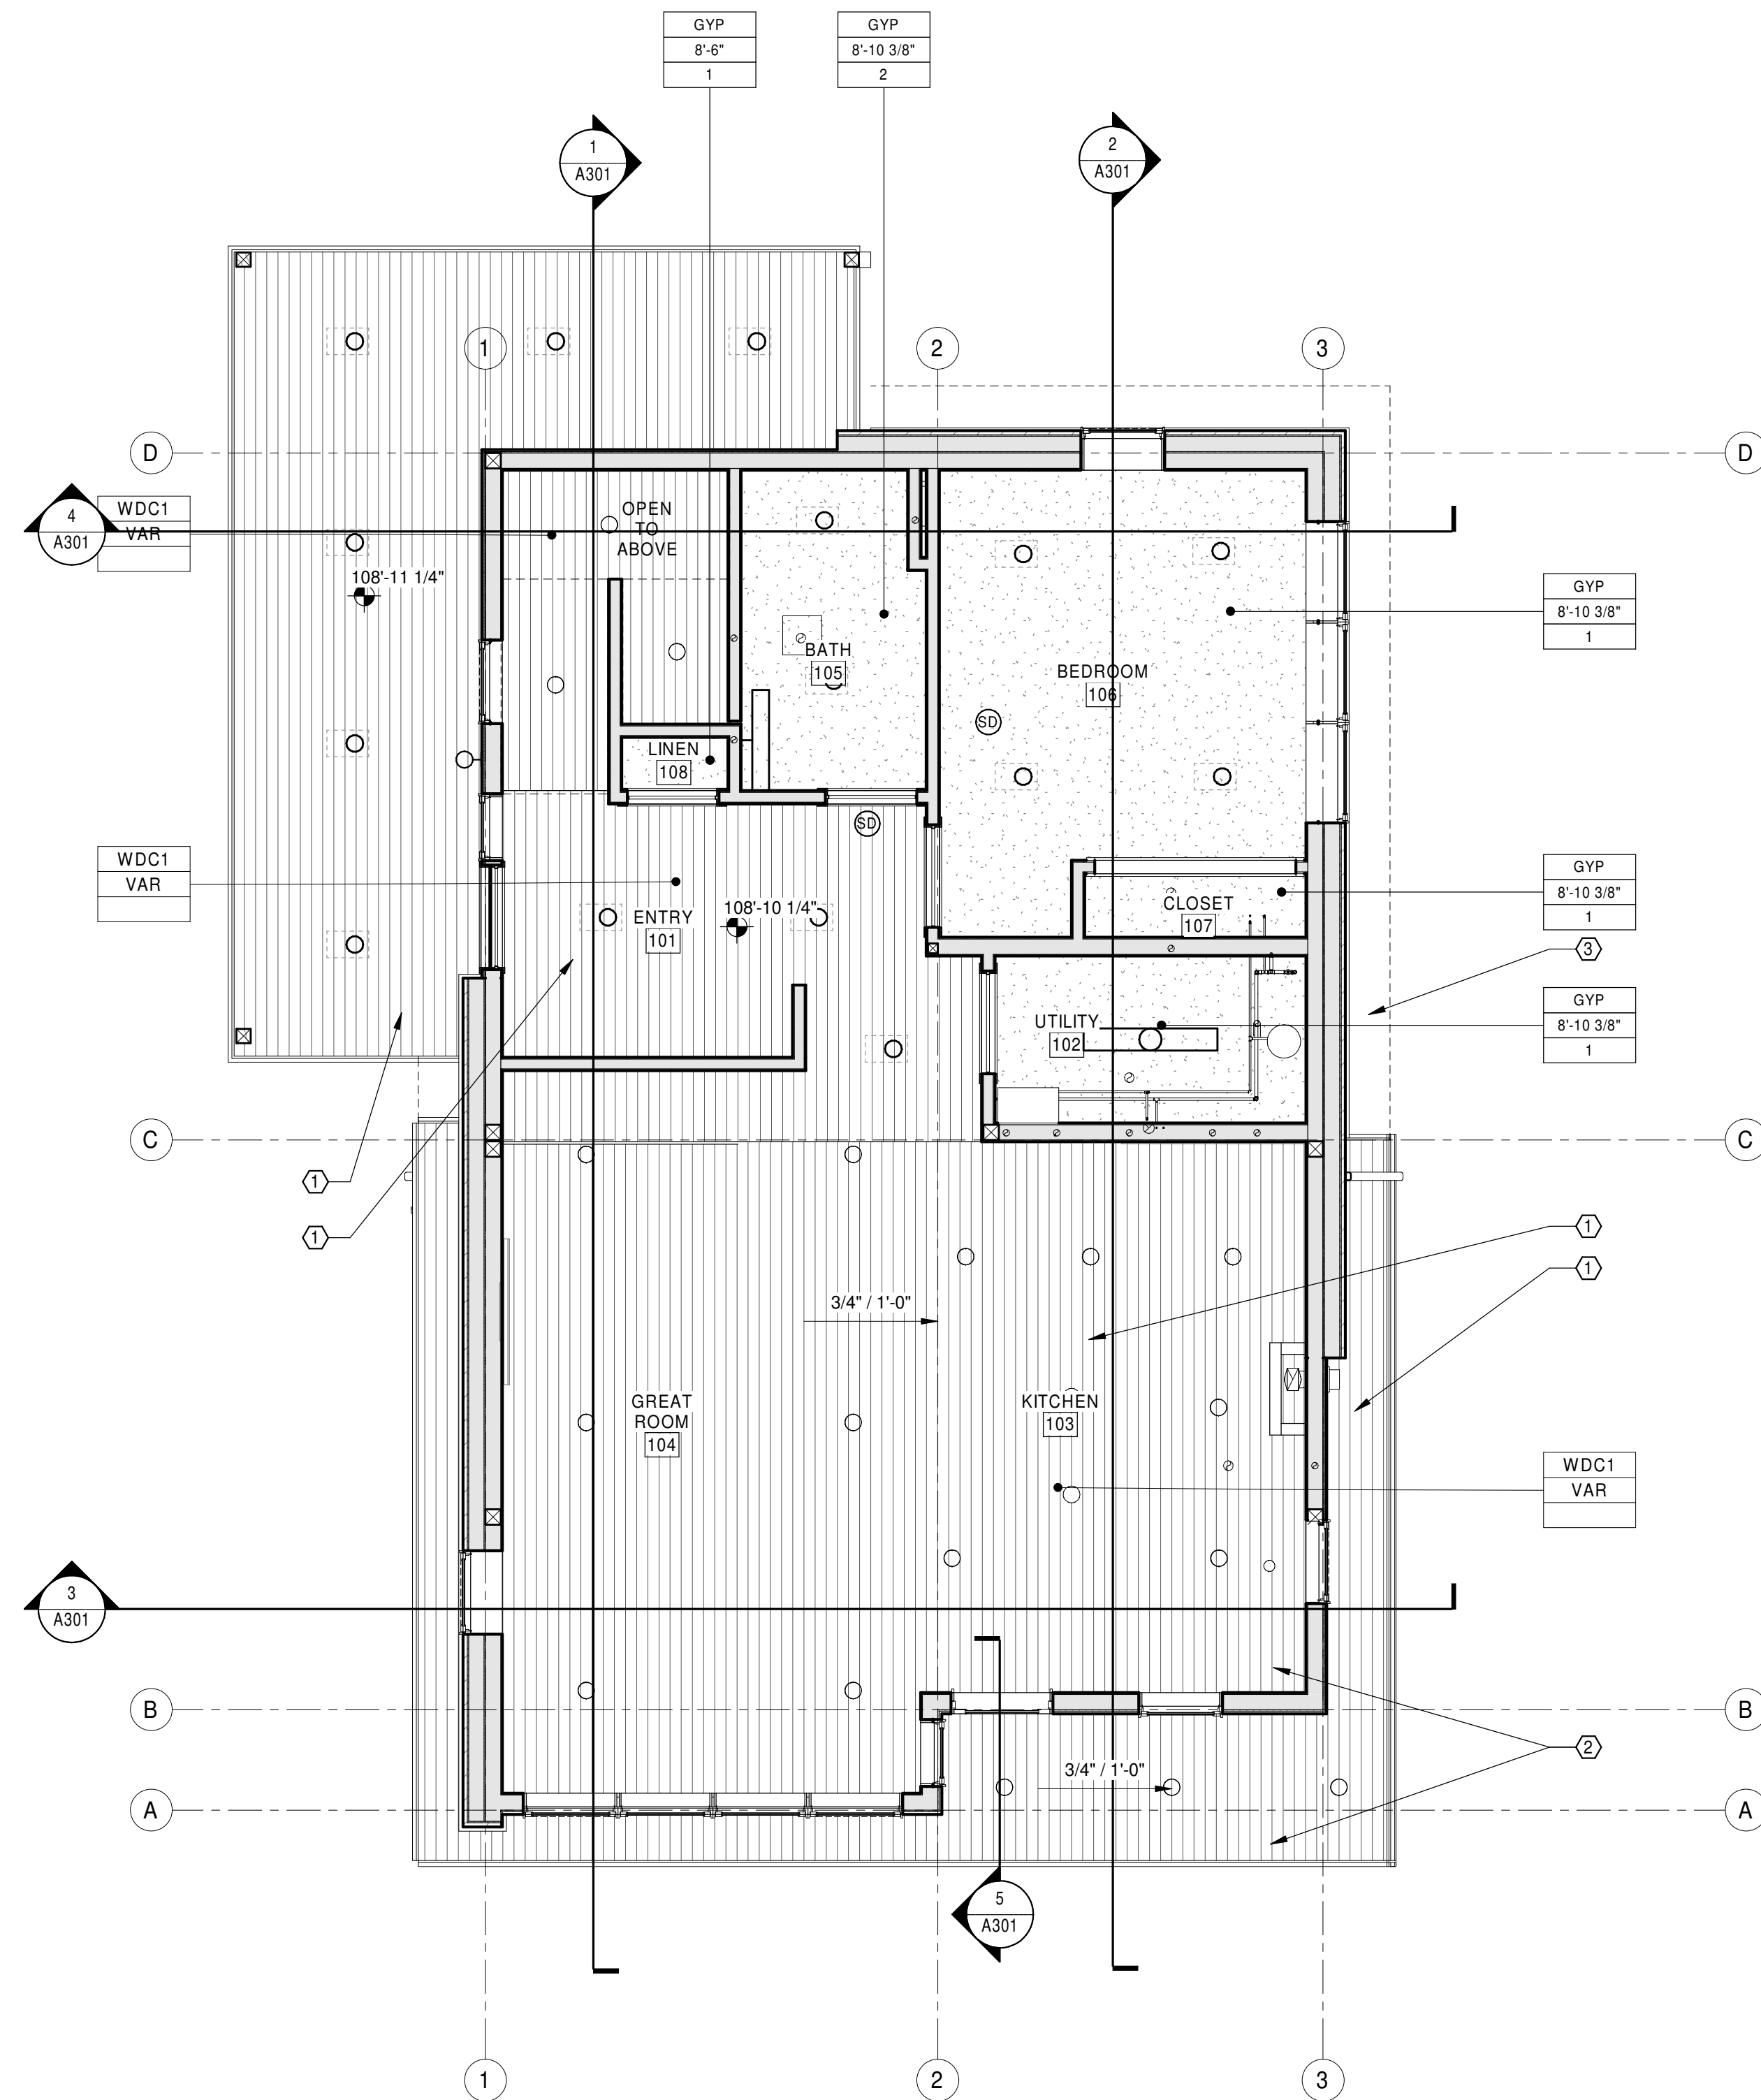 GYP
8'-6"
1
GYP
8'-10 3/8"
2
1
A301
2
A301
1
2
3
D
D
4
A301
WDC1
VAR
OPEN
TO
ABOVE
108'-11 1/4"
GYP
8'-10 3/8"
1
BATH
105
BEDROOM
106
SD
LINEN
108
SD
WDC1
VAR
GYP
8'-10 3/8"
1
CLOSET
107
ENTRY
101
108'-10 1/4"
3
GYP
8'-10 3/8"
1
UTILITY
102
C
C
1
1
1
1
3/4" / 1'-0"
GREAT
ROOM
104
KITCHEN
103
WDC1
VAR
3
A301
B
B
2
3/4" / 1'-0"
A
A
5
A301
1
2
3